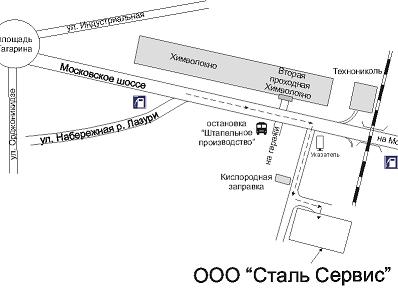 ул. Индустриальная
площадь
Гагарина
Химволокно
Вторая
проходная
Химволокно
Технониколь
Московское шоссе
ул. Орджоникидзе
ул. Набережная р. Лазури
остановка
"Штапельное
производство"
на гаражи
Указатель
на Мо
Кислородная
заправка
ООО "Сталь Сервис"